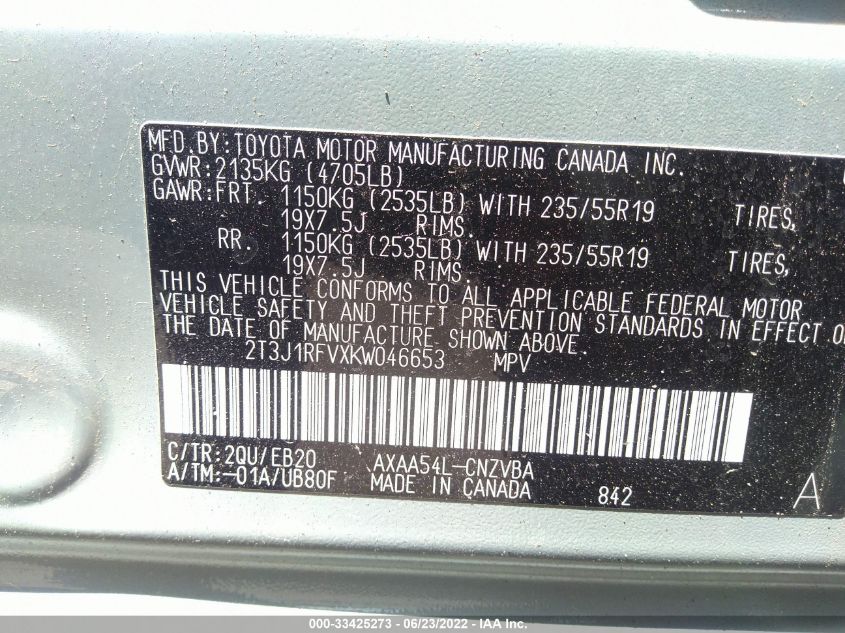 MFD.BY:TOYOTA MOTOR MANUFACTURING CANADA INC.
GVWR:2135KG (4705LB)
GAWR:FRT. 1150KG (2535LB) WITH 235/55R19 TIRES,
19X7.5J RIMS.
RR. 1150KG (2535LB) WITH 235/55R19 TIRES,
19X7.5J RIMS.
THIS VEHICLE CONFORMS TO ALL APPLICABLE FEDERAL MOTOR
VEHICLE SAFETY AND THEFT PREVENTION STANDARDS IN EFFECT
THE DATE OF MANUFACTURE SHOWN ABOVE.
2T3J1RFVXKW046653 MPV
C/TR:2QU/EB20 AXAA54L-CNZVBA
A/TM:-01A/UB80F MADE IN CANADA 842 A
000-33425273 - 06/23/2022 - IAA, Inc.